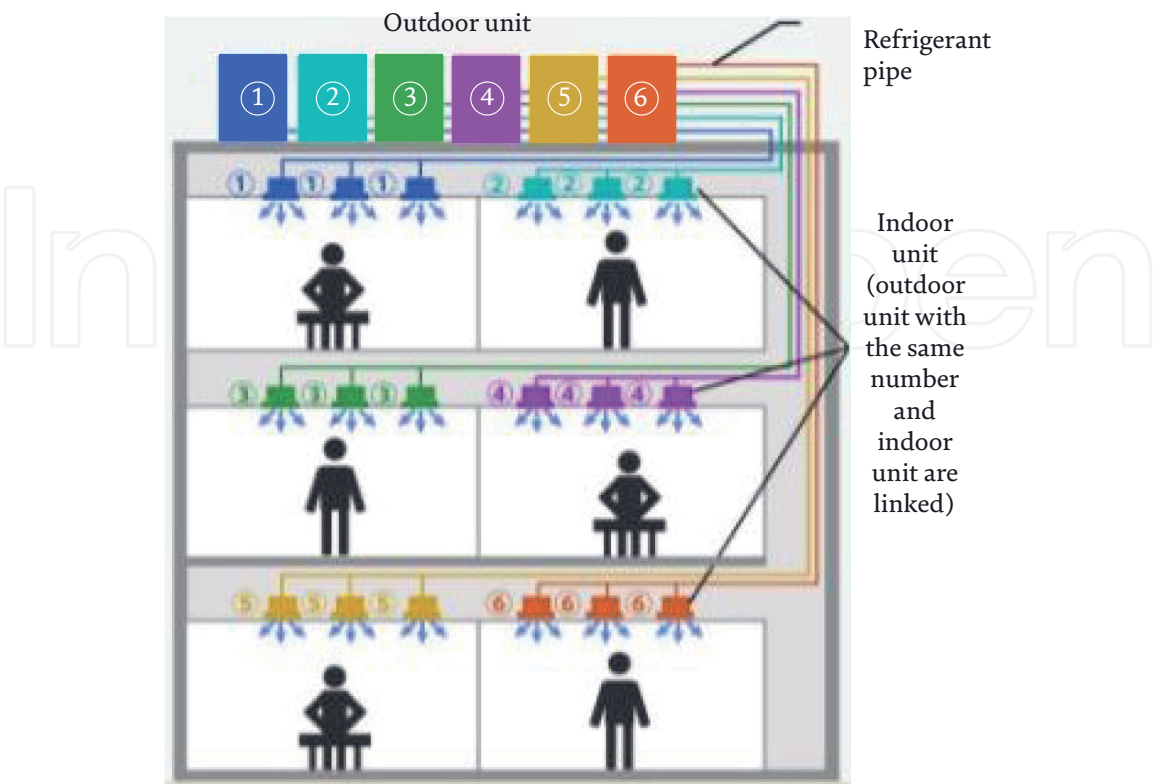 Outdoor unit
Refrigerant
pipe
① ② ③ ④ ⑤ ⑥
① ① ① ② ② ②
Indoor
unit
(outdoor
unit with
the same
number
and
indoor
unit are
linked)
③ ③ ③ ④ ④ ④
⑤ ⑤ ⑤ ⑥ ⑥ ⑥